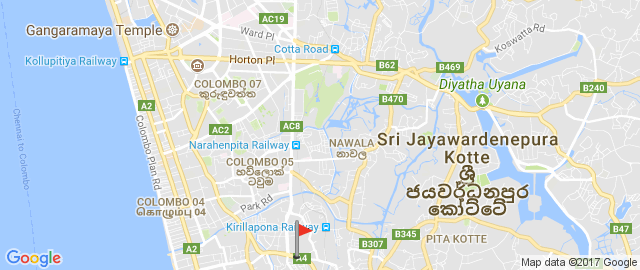 AC19
Ward Pl
Gangaramaya Temple
Cotta Road
Koswatta Rd
Kollupitiya Railway
Horton Pl
B62
B469
COLOMBO 07
කුරුඳුවත්ත
Diyatha Uyana
B240
A2
B470
AC2
AC8
Chennai to Colombo
Colombo Plan Rd
Narahenpita Railway
NAWALA
නාවල
Sri Jayawardenepura
Kotte
ශ්‍රී
ජයවර්ධනපුර
කෝට්ටේ
COLOMBO 05
හැව්ලොක්
ටවුම
COLOMBO 04
கொழும்பு 04
Park Rd
Kirillapona Railway
B345
B47
B307
PITA KOTTE
A2
A4
Google
Map data ©2017 Google